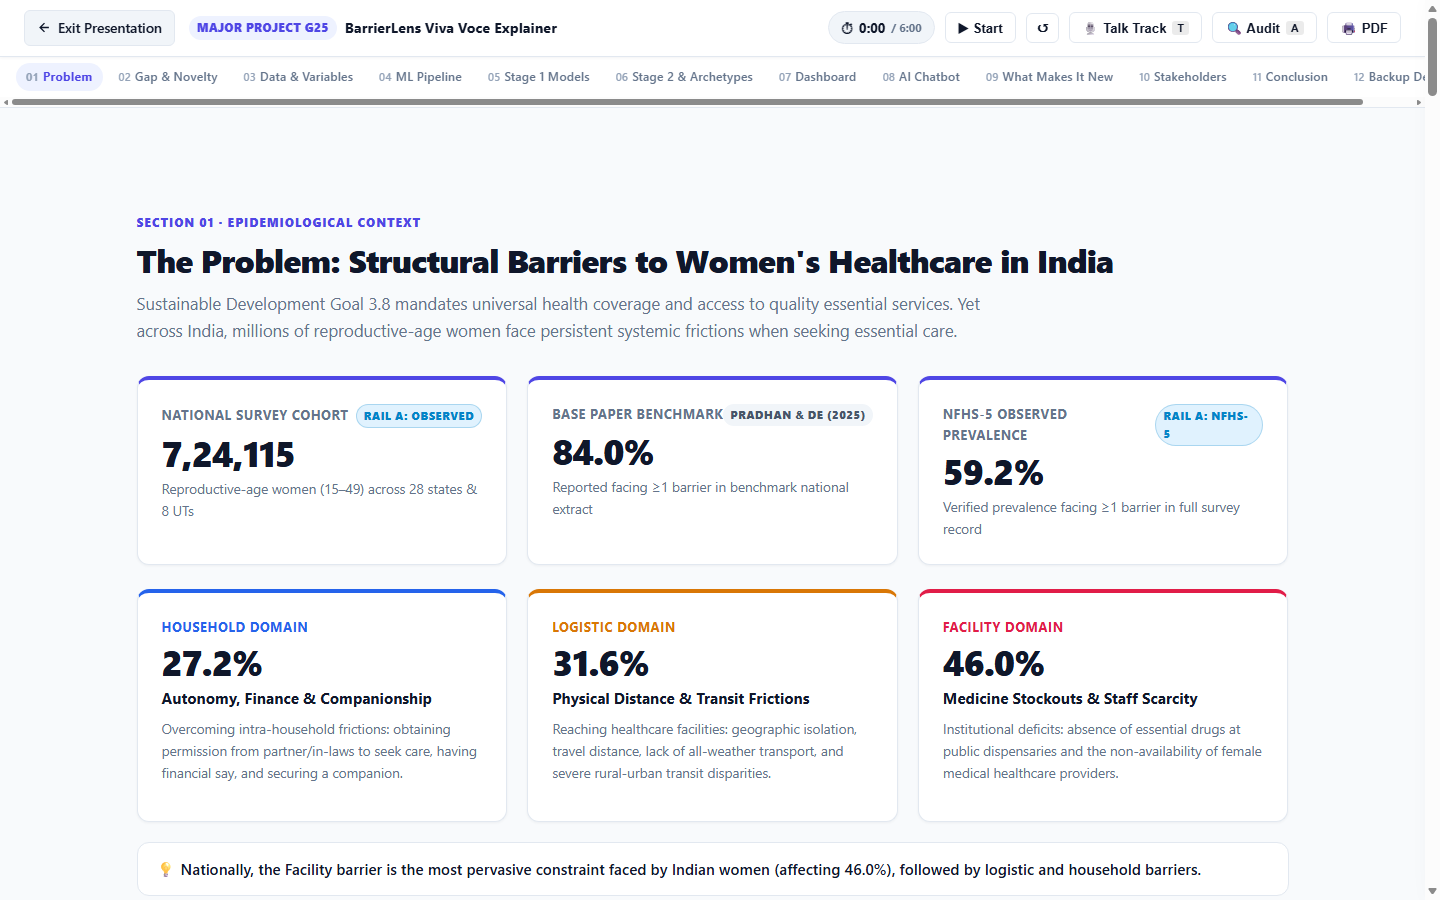 ← Exit Presentation
MAJOR PROJECT G25
BarrierLens Viva Voce Explainer
0:00 / 6:00
▶ Start
↺
Talk Track T
Audit A
PDF
01 Problem
02 Gap & Novelty
03 Data & Variables
04 ML Pipeline
05 Stage 1 Models
06 Stage 2 & Archetypes
07 Dashboard
08 AI Chatbot
09 What Makes It New
10 Stakeholders
11 Conclusion
12 Backup De
SECTION 01 · EPIDEMIOLOGICAL CONTEXT
The Problem: Structural Barriers to Women's Healthcare in India
Sustainable Development Goal 3.8 mandates universal health coverage and access to quality essential services. Yet
across India, millions of reproductive-age women face persistent systemic frictions when seeking essential care.
NATIONAL SURVEY COHORT
RAIL A: OBSERVED
7,24,115
Reproductive-age women (15–49) across 28 states &
8 UTs
BASE PAPER BENCHMARK
PRADHAN & DE (2025)
84.0%
Reported facing ≥1 barrier in benchmark national
extract
NFHS-5 OBSERVED
PREVALENCE
RAIL A: NFHS-
5
59.2%
Verified prevalence facing ≥1 barrier in full survey
record
HOUSEHOLD DOMAIN
27.2%
Autonomy, Finance & Companionship
Overcoming intra-household frictions: obtaining
permission from partner/in-laws to seek care, having
financial say, and securing a companion.
LOGISTIC DOMAIN
31.6%
Physical Distance & Transit Frictions
Reaching healthcare facilities: geographic isolation,
travel distance, lack of all-weather transport, and
severe rural-urban transit disparities.
FACILITY DOMAIN
46.0%
Medicine Stockouts & Staff Scarcity
Institutional deficits: absence of essential drugs at
public dispensaries and the non-availability of female
medical healthcare providers.
💡 Nationally, the Facility barrier is the most pervasive constraint faced by Indian women (affecting 46.0%), followed by logistic and household barriers.